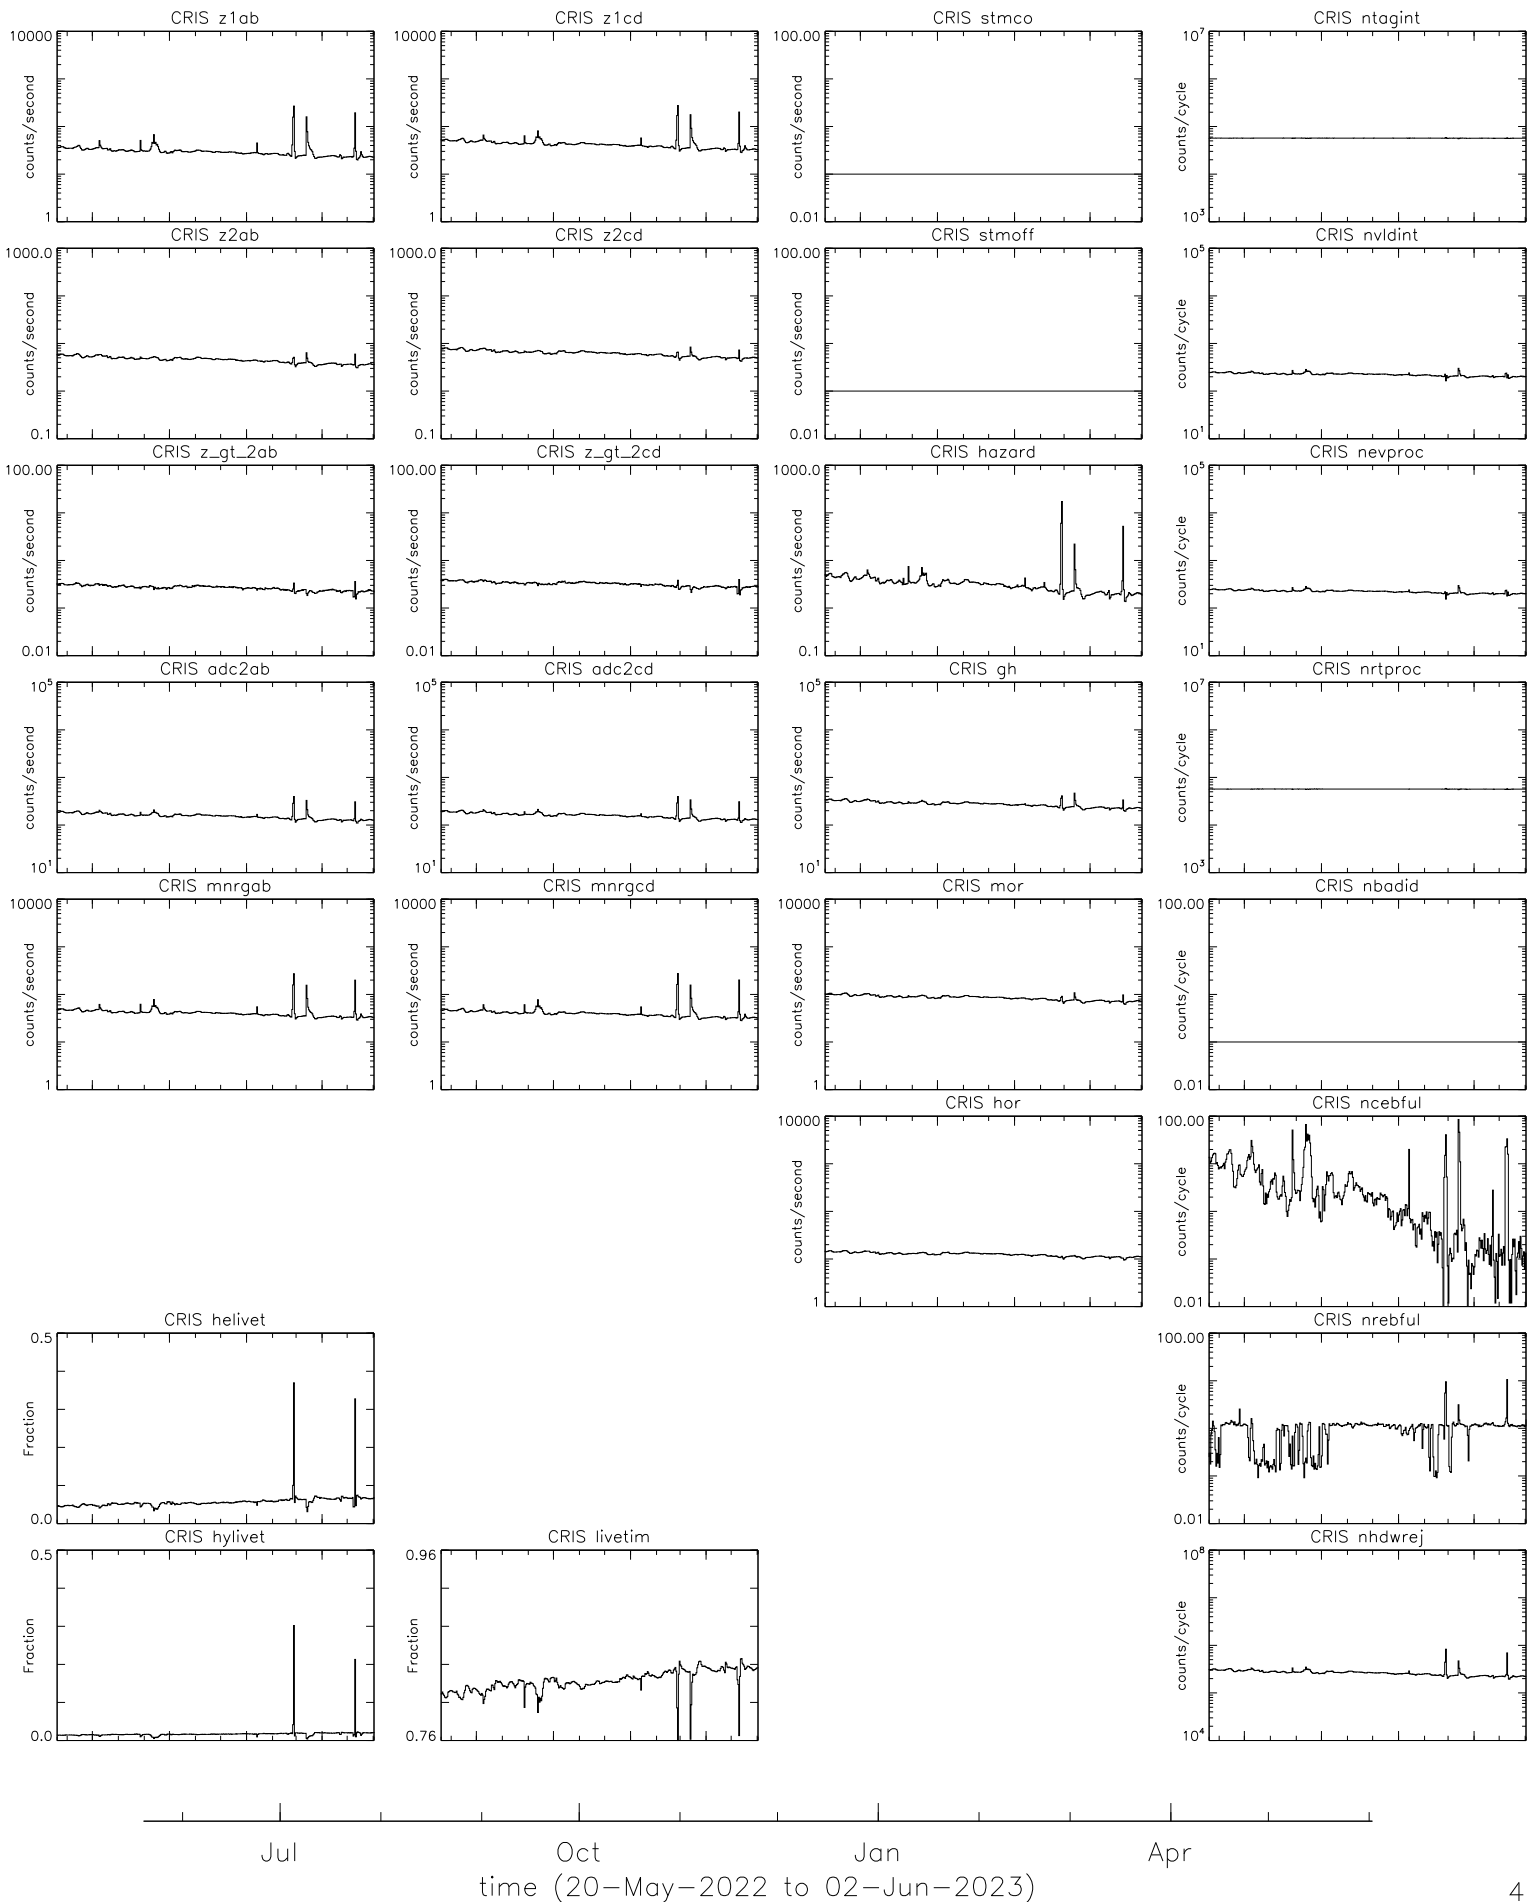 CRIS z1ab
CRIS z1cd
CRIS stmco
CRIS ntagint
10000
counts/second
1
10000
counts/second
1
100.00
0.01
10⁷
counts/cycle
10³
CRIS z2ab
CRIS z2cd
CRIS stmoff
CRIS nvldint
1000.0
counts/second
0.1
1000.0
counts/second
0.1
100.00
0.01
10⁵
counts/cycle
10¹
CRIS z_gt_2ab
CRIS z_gt_2cd
CRIS hazard
CRIS nevproc
100.00
counts/second
0.01
100.00
counts/second
0.01
1000.0
counts/second
0.1
10⁵
counts/cycle
10¹
CRIS adc2ab
CRIS adc2cd
CRIS gh
CRIS nrtproc
10⁵
counts/second
10¹
10⁵
counts/second
10¹
10⁵
counts/second
10¹
10⁷
counts/cycle
10³
CRIS mnrgab
CRIS mnrgcd
CRIS mor
CRIS nbadid
10000
counts/second
1
10000
counts/second
1
10000
counts/second
1
100.00
counts/cycle
0.01
CRIS hor
CRIS ncebful
10000
counts/second
1
100.00
counts/cycle
0.01
CRIS helivet
CRIS nrebful
0.5
Fraction
0.0
100.00
counts/cycle
0.01
CRIS hylivet
CRIS livetim
CRIS nhdwrej
0.5
Fraction
0.0
0.96
Fraction
0.76
10⁸
counts/cycle
10⁴
Jul
Oct
Jan
Apr
time (20-May-2022 to 02-Jun-2023)
4